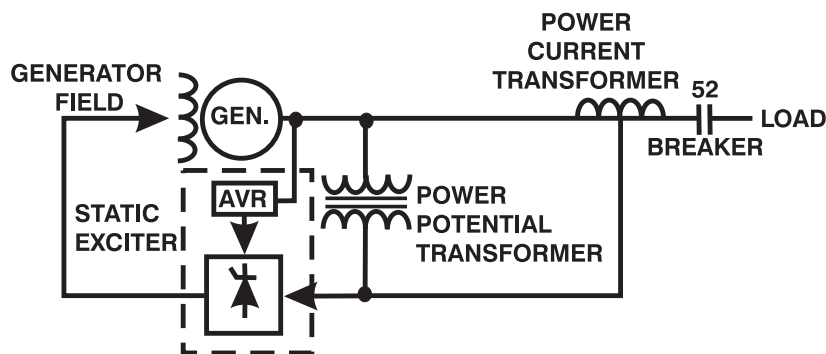 POWER
CURRENT
TRANSFORMER
GENERATOR
FIELD
GEN.
52
LOAD
BREAKER
AVR
STATIC
EXCITER
POWER
POTENTIAL
TRANSFORMER